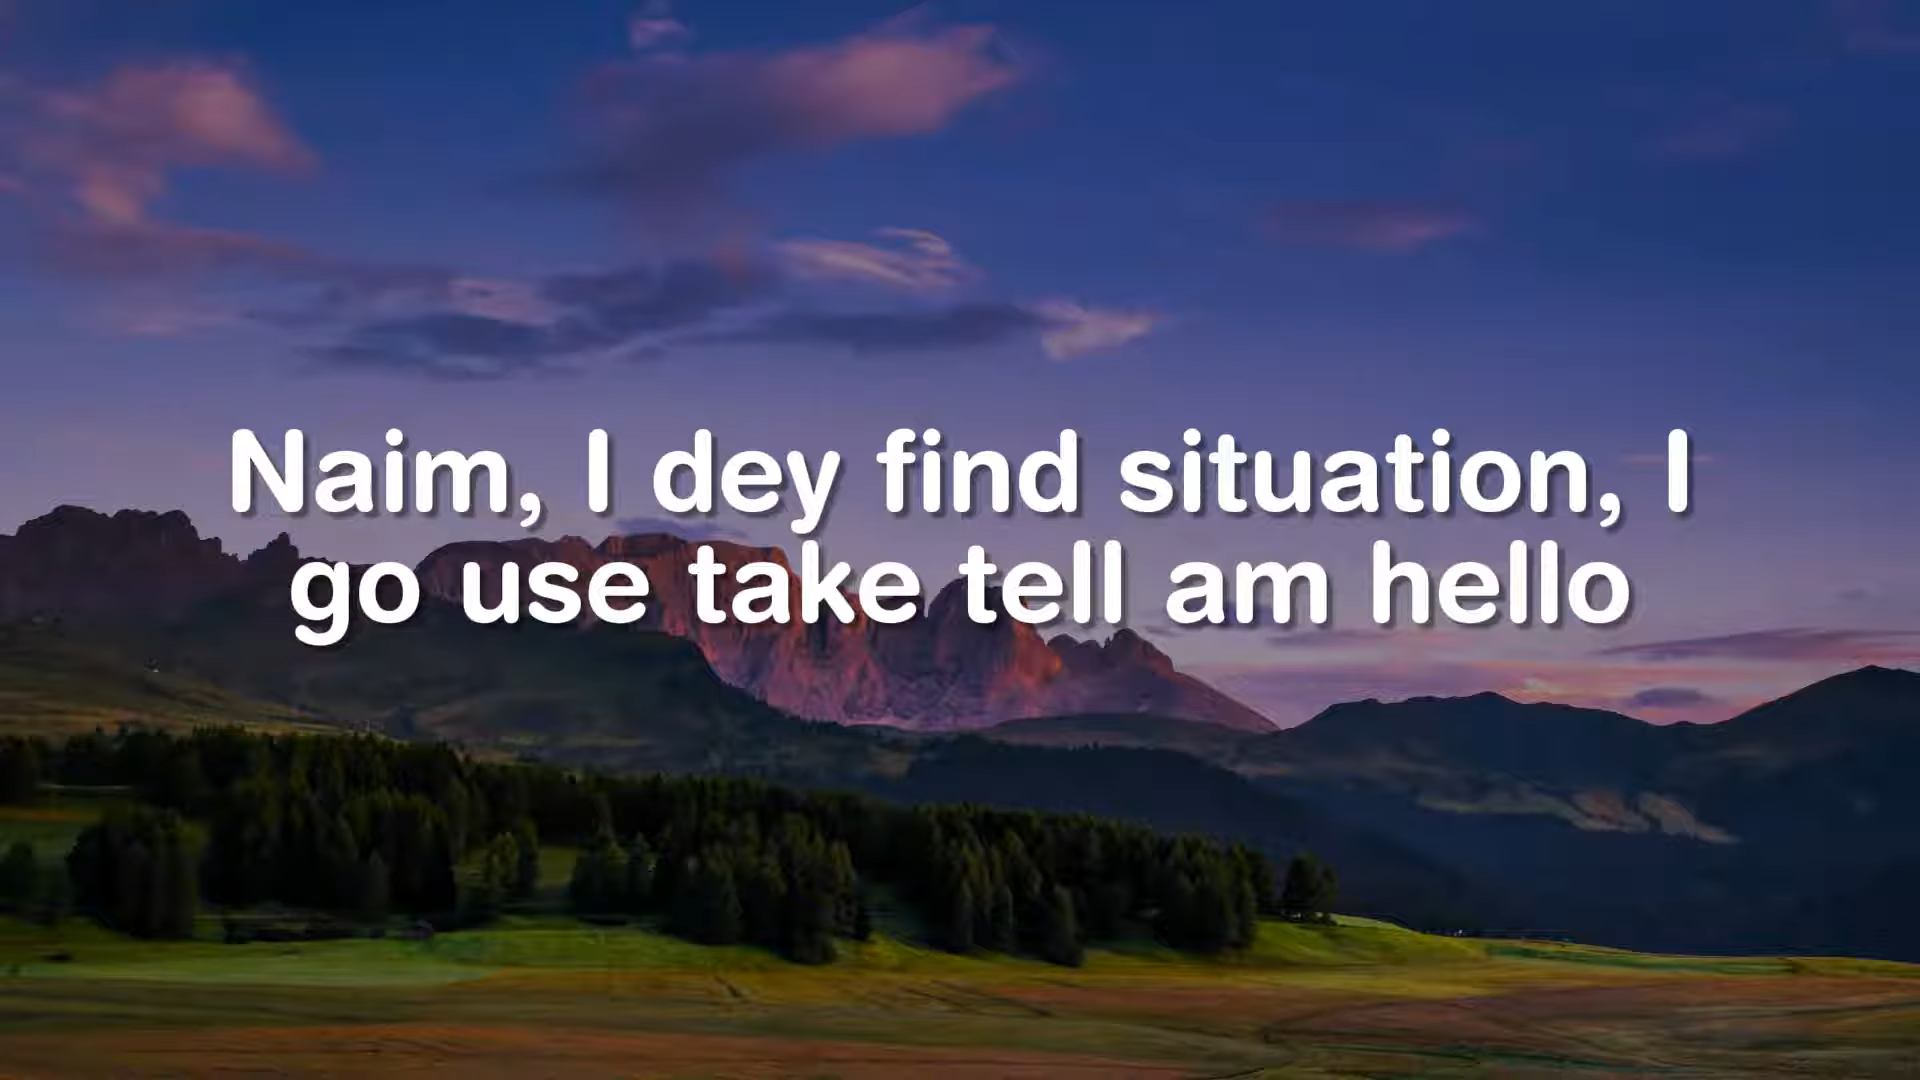 Naim, I dey find situation, I
go use take tell am hello